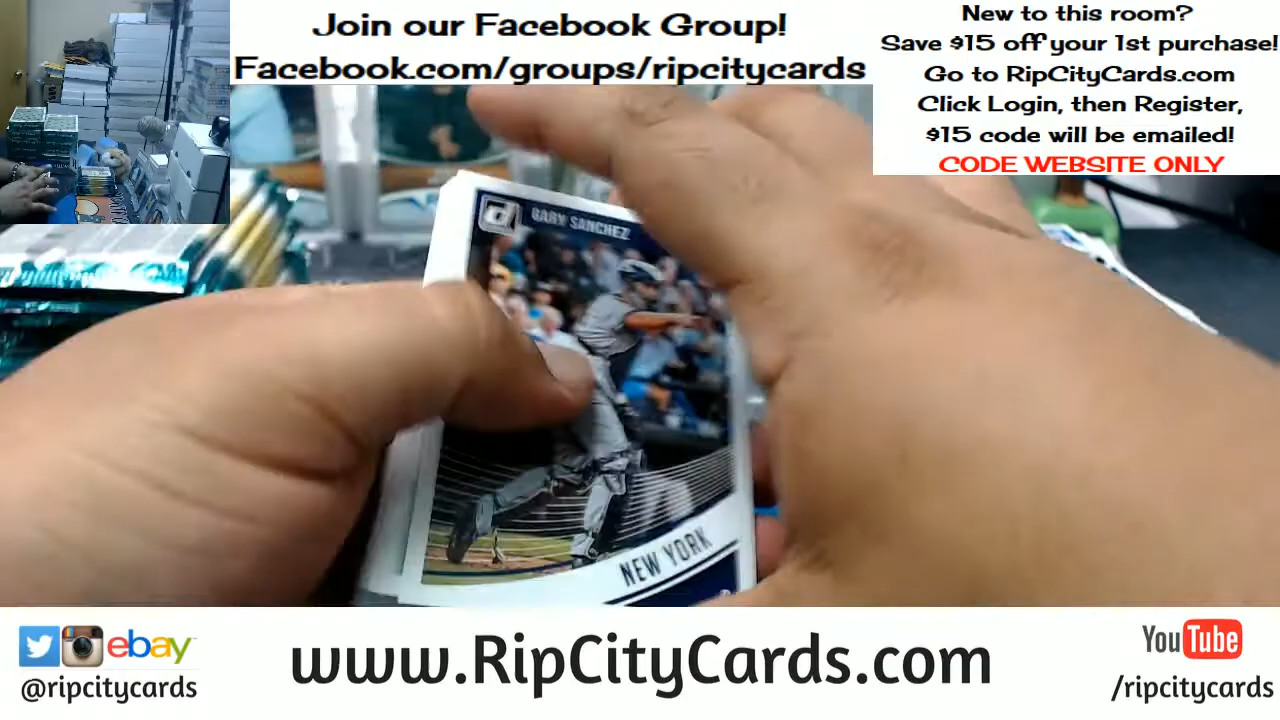 Join our Facebook Group!
Facebook.com/groups/ripcitycards
New to this room?
Save $15 off your 1st purchase!
Go to RipCityCards.com
Click Login, then Register,
$15 code will be emailed!
CODE WEBSITE ONLY
d GARY SANCHEZ
NEW YORK
ebay
@ripcitycards
www.RipCityCards.com
YouTube
/ripcitycards